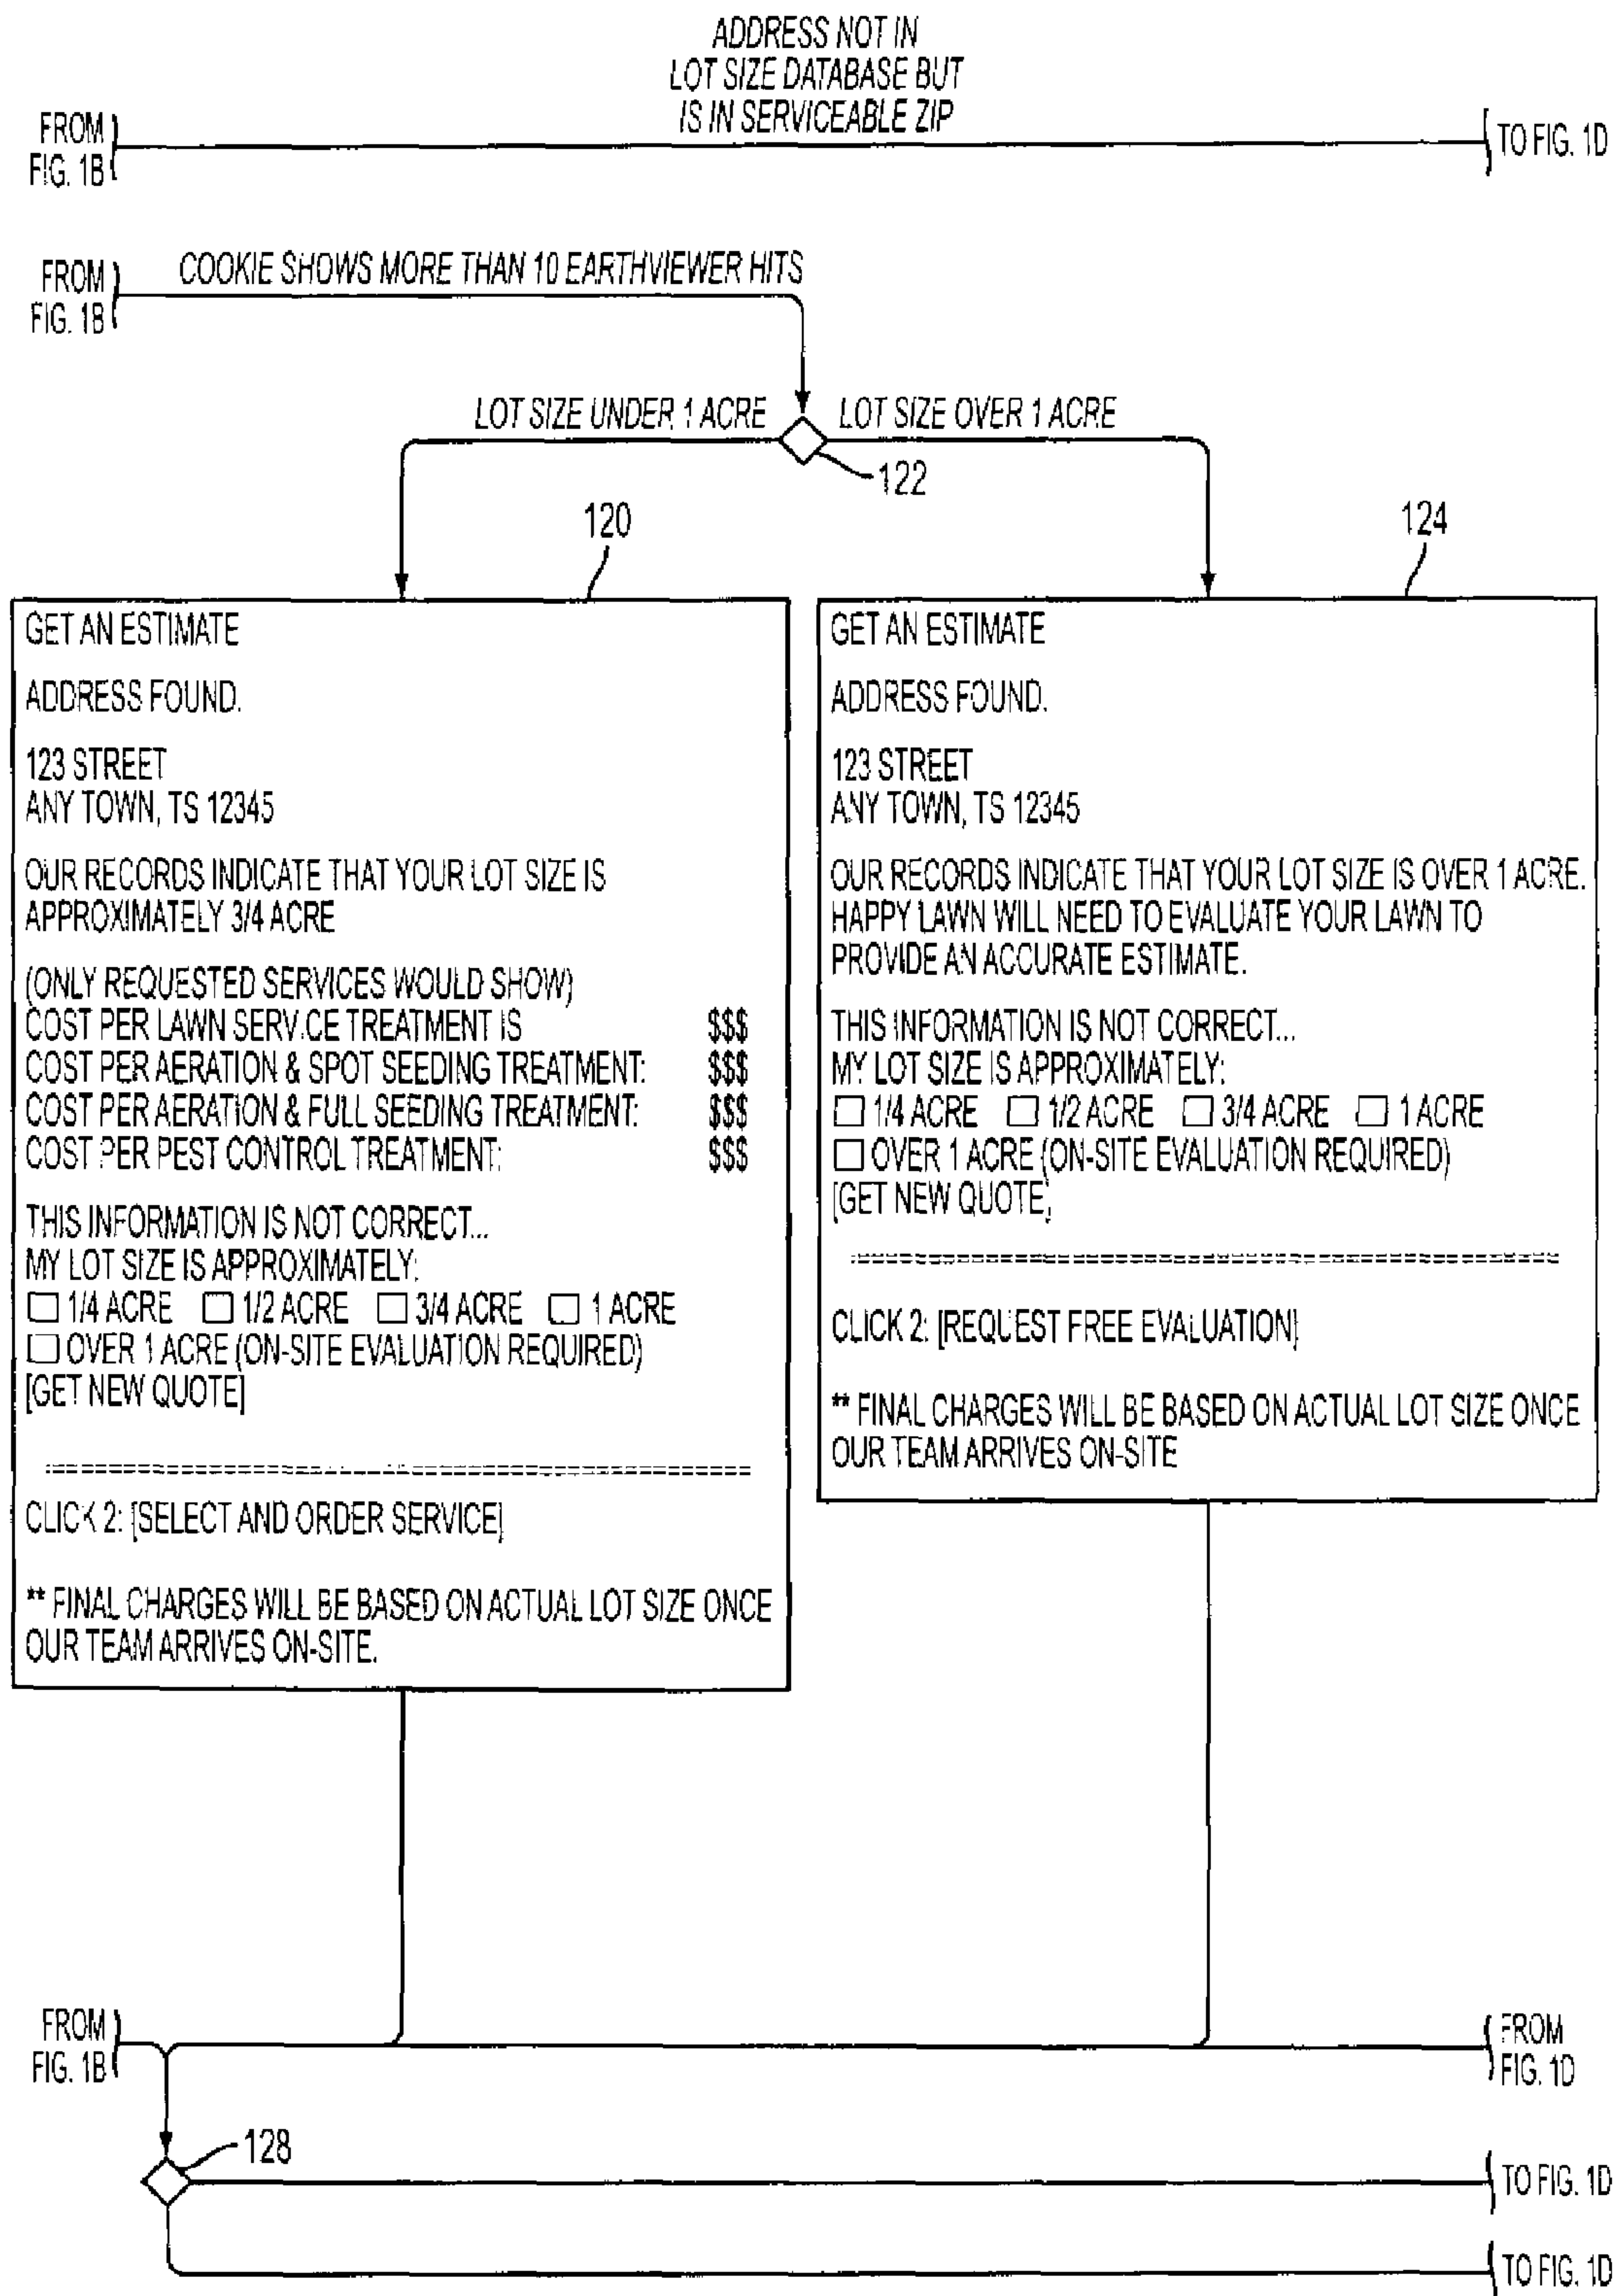 ADDRESS NOT IN
LOT SIZE DATABASE BUT
IS IN SERVICEABLE ZIP
FROM
FIG. 1B
TO FIG. 1D
FROM
FIG. 1B
COOKIE SHOWS MORE THAN 10 EARTHVIEWER HITS
LOT SIZE UNDER 1 ACRE
LOT SIZE OVER 1 ACRE
122
120
124
GET AN ESTIMATE
ADDRESS FOUND.
123 STREET
ANY TOWN, TS 12345
OUR RECORDS INDICATE THAT YOUR LOT SIZE IS
APPROXIMATELY 3/4 ACRE
(ONLY REQUESTED SERVICES WOULD SHOW)
COST PER LAWN SERVICE TREATMENT IS $$$
COST PER AERATION & SPOT SEEDING TREATMENT: $$$
COST PER AERATION & FULL SEEDING TREATMENT: $$$
COST PER PEST CONTROL TREATMENT: $$$
THIS INFORMATION IS NOT CORRECT...
MY LOT SIZE IS APPROXIMATELY:
☐ 1/4 ACRE ☐ 1/2 ACRE ☐ 3/4 ACRE ☐ 1 ACRE
☐ OVER 1 ACRE (ON-SITE EVALUATION REQUIRED)
[GET NEW QUOTE]
CLICK 2: [SELECT AND ORDER SERVICE]
** FINAL CHARGES WILL BE BASED ON ACTUAL LOT SIZE ONCE
OUR TEAM ARRIVES ON-SITE.
GET AN ESTIMATE
ADDRESS FOUND.
123 STREET
ANY TOWN, TS 12345
OUR RECORDS INDICATE THAT YOUR LOT SIZE IS OVER 1 ACRE.
HAPPY LAWN WILL NEED TO EVALUATE YOUR LAWN TO
PROVIDE AN ACCURATE ESTIMATE.
THIS INFORMATION IS NOT CORRECT...
MY LOT SIZE IS APPROXIMATELY:
☐ 1/4 ACRE ☐ 1/2 ACRE ☐ 3/4 ACRE ☐ 1 ACRE
☐ OVER 1 ACRE (ON-SITE EVALUATION REQUIRED)
[GET NEW QUOTE]
CLICK 2: [REQUEST FREE EVALUATION]
** FINAL CHARGES WILL BE BASED ON ACTUAL LOT SIZE ONCE
OUR TEAM ARRIVES ON-SITE
FROM
FIG. 1B
FROM
FIG. 1D
128
TO FIG. 1D
TO FIG. 1D